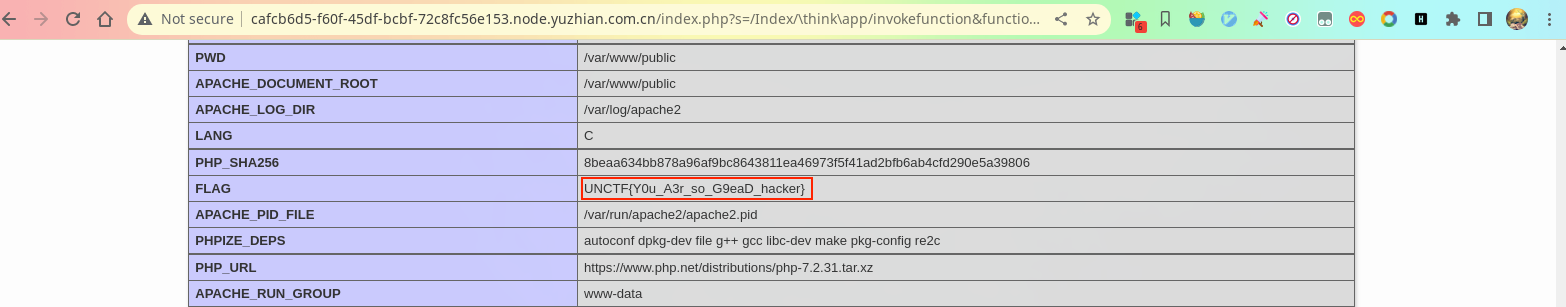 Not secure | cafcb6d5-f60f-45df-bcbf-72c8fc56e153.node.yuzhian.com.cn/index.php?s=/Index/\think\app/invokefunction&functio...
6
H
PWD /var/www/public
APACHE_DOCUMENT_ROOT /var/www/public
APACHE_LOG_DIR /var/log/apache2
LANG C
PHP_SHA256 8beaa634bb878a96af9bc8643811ea46973f5f41ad2bfb6ab4cfd290e5a39806
FLAG UNCTF{Y0u_A3r_so_G9eaD_hacker}
APACHE_PID_FILE /var/run/apache2/apache2.pid
PHPIZE_DEPS autoconf dpkg-dev file g++ gcc libc-dev make pkg-config re2c
PHP_URL https://www.php.net/distributions/php-7.2.31.tar.xz
APACHE_RUN_GROUP www-data